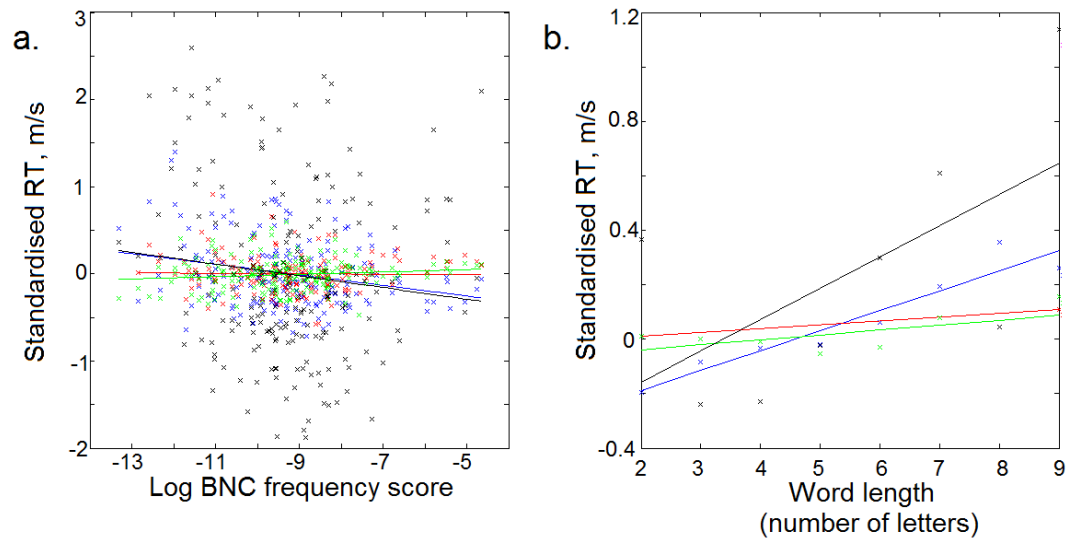 a.
3
2
1
0
-1
-2
Standardised RT, m/s
-13 -11 -9 -7 -5
Log BNC frequency score
b.
1.2
0.8
0.4
0
-0.4
Standardised RT, m/s
2 3 4 5 6 7 8 9
Word length
(number of letters)